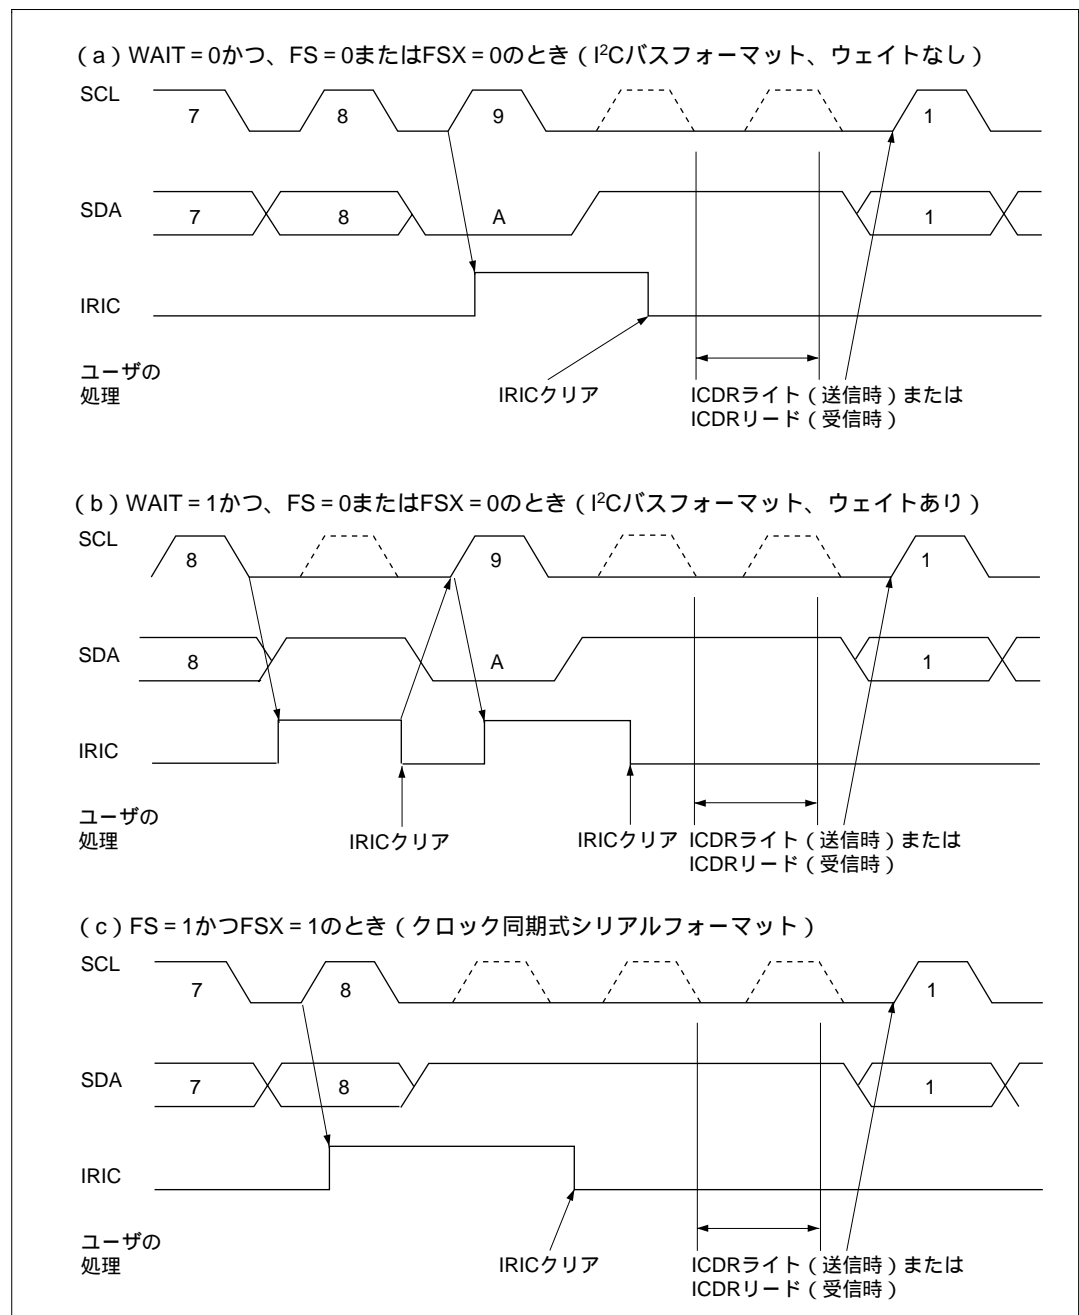 (a) WAIT = 0かつ、FS = 0またはFSX = 0のとき(I²Cバスフォーマット、ウェイトなし)
SCL
7 8 9 1
SDA
7 8 A 1
IRIC
ユーザの
処理
IRICクリア
ICDRライト(送信時)または
ICDRリード(受信時)
(b) WAIT = 1かつ、FS = 0またはFSX = 0のとき(I²Cバスフォーマット、ウェイトあり)
SCL
8 9 1
SDA
8 A 1
IRIC
ユーザの
処理
IRICクリア
IRICクリア
ICDRライト(送信時)または
ICDRリード(受信時)
(c) FS = 1かつFSX = 1のとき(クロック同期式シリアルフォーマット)
SCL
7 8 1
SDA
7 8 1
IRIC
ユーザの
処理
IRICクリア
ICDRライト(送信時)または
ICDRリード(受信時)